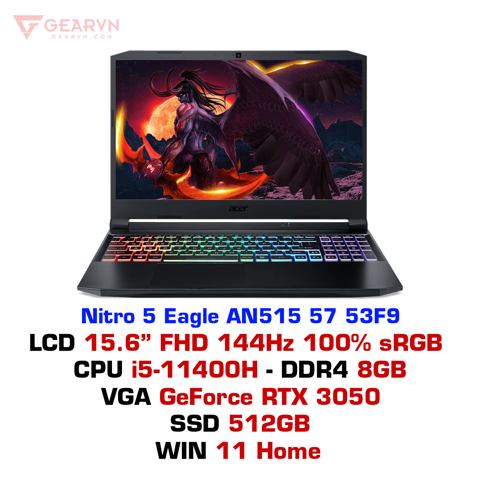 GEARVN
GEARVN.COM
acer
Nitro 5 Eagle AN515 57 53F9
LCD 15.6” FHD 144Hz 100% sRGB
CPU i5-11400H - DDR4 8GB
VGA GeForce RTX 3050
SSD 512GB
WIN 11 Home